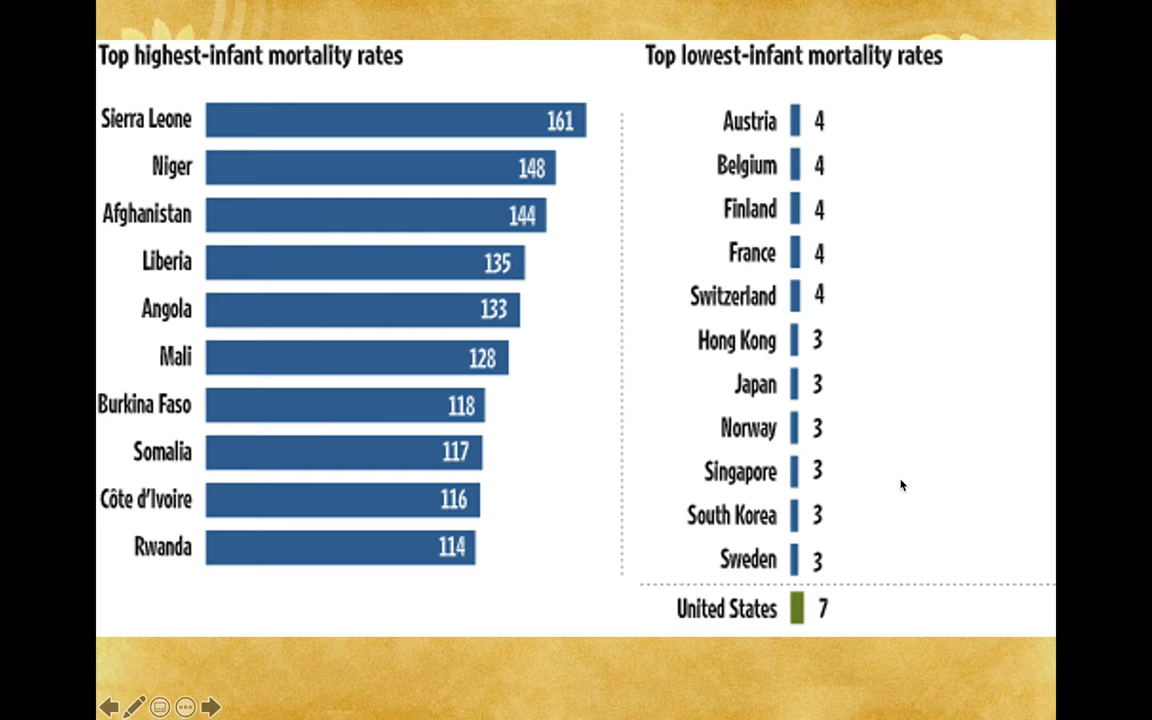 Top highest-infant mortality rates
Sierra Leone 161
Niger 148
Afghanistan 144
Liberia 135
Angola 133
Mali 128
Burkina Faso 118
Somalia 117
Côte d'Ivoire 116
Rwanda 114
Top lowest-infant mortality rates
Austria 4
Belgium 4
Finland 4
France 4
Switzerland 4
Hong Kong 3
Japan 3
Norway 3
Singapore 3
South Korea 3
Sweden 3
United States 7